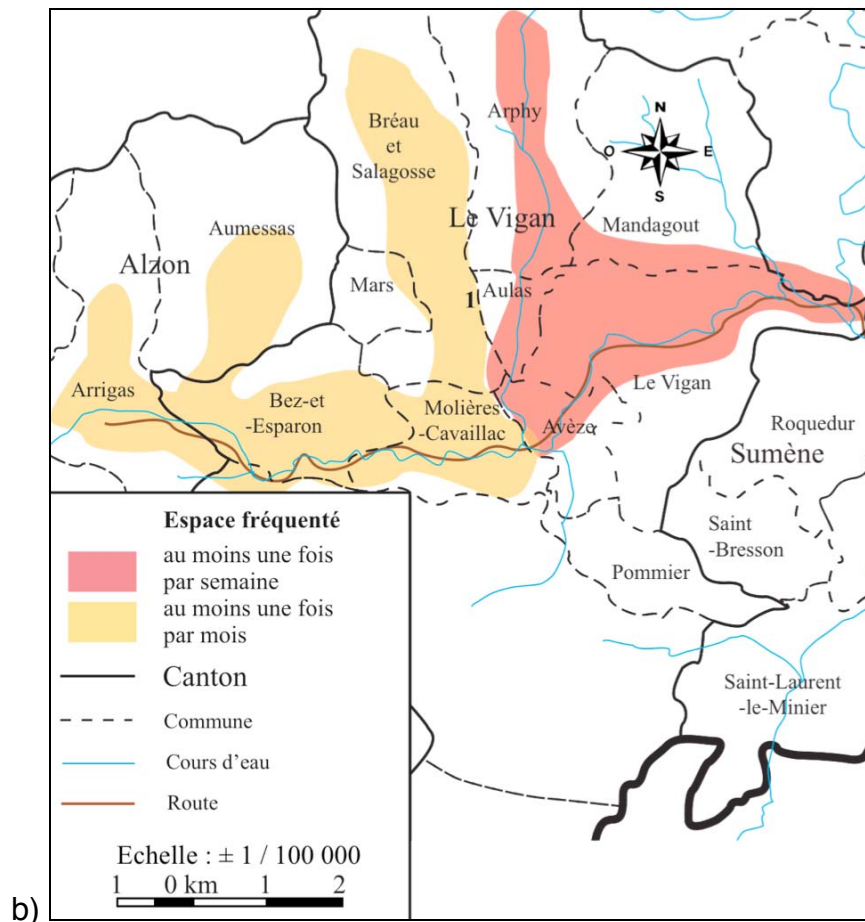 Arphy
N
Bréau
et
Salagosse
O
E
S
Le Vigan
Mandagout
Aumessas
Alzon
Mars
Aulas
1
Arrigas
Bez-et
-Esparon
Molières
-Cavaillac
Avèze
Le Vigan
Roquedur
Sumène
Saint
-Bresson
Pommier
Saint-Laurent
-le-Minier
Espace fréquenté
au moins une fois
par semaine
au moins une fois
par mois
Canton
Commune
Cours d'eau
Route
Echelle : ± 1 / 100 000
1 0 km 1 2
b)